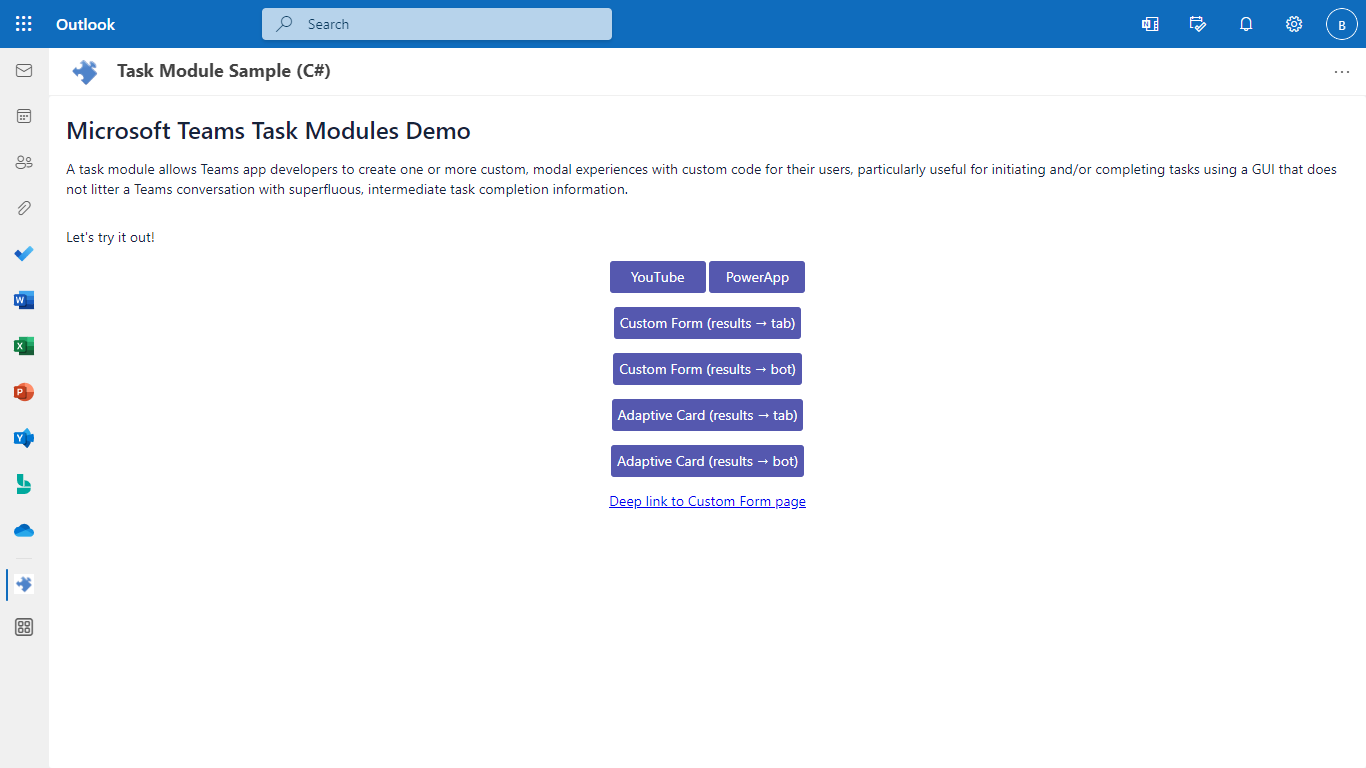 Outlook
Search
B
Task Module Sample (C#)
Microsoft Teams Task Modules Demo
A task module allows Teams app developers to create one or more custom, modal experiences with custom code for their users, particularly useful for initiating and/or completing tasks using a GUI that does
not litter a Teams conversation with superfluous, intermediate task completion information.
Let's try it out!
YouTube PowerApp
Custom Form (results → tab)
Custom Form (results → bot)
Adaptive Card (results → tab)
Adaptive Card (results → bot)
Deep link to Custom Form page